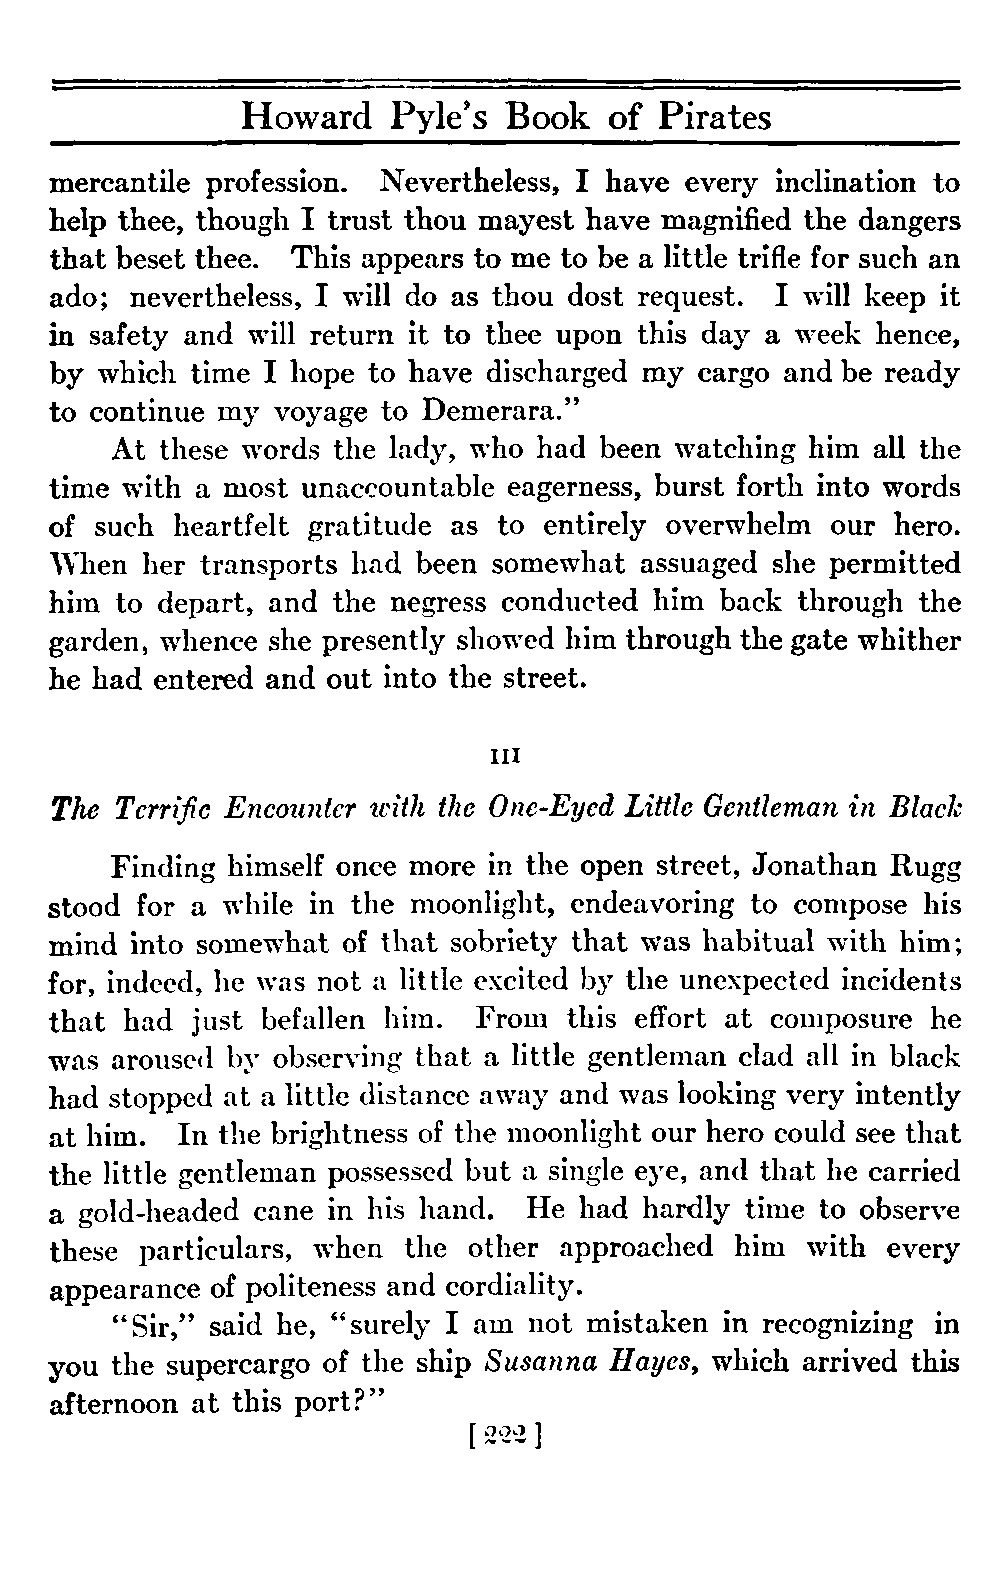 Howard Pyle's Book of Pirates
mercantile profession. Nevertheless, I have every inclination to
help thee, though I trust thou mayest have magnified the dangers
that beset thee. This appears to me to be a little trifle for such an
ado; nevertheless, I will do as thou dost request. I will keep it
in safety and will return it to thee upon this day a week hence,
by which time I hope to have discharged my cargo and be ready
to continue my voyage to Demerara."
At these words the lady, who had been watching him all the
time with a most unaccountable eagerness, burst forth into words
of such heartfelt gratitude as to entirely overwhelm our hero.
When her transports had been somewhat assuaged she permitted
him to depart, and the negress conducted him back through the
garden, whence she presently showed him through the gate whither
he had entered and out into the street.
III
The Terrific Encounter with the One-Eyed Little Gentleman in Black
Finding himself once more in the open street, Jonathan Rugg
stood for a while in the moonlight, endeavoring to compose his
mind into somewhat of that sobriety that was habitual with him;
for, indeed, he was not a little excited by the unexpected incidents
that had just befallen him. From this effort at composure he
was aroused by observing that a little gentleman clad all in black
had stopped at a little distance away and was looking very intently
at him. In the brightness of the moonlight our hero could see that
the little gentleman possessed but a single eye, and that he carried
a gold-headed cane in his hand. He had hardly time to observe
these particulars, when the other approached him with every
appearance of politeness and cordiality.
"Sir," said he, "surely I am not mistaken in recognizing in
you the supercargo of the ship Susanna Hayes, which arrived this
afternoon at this port?"
[222]